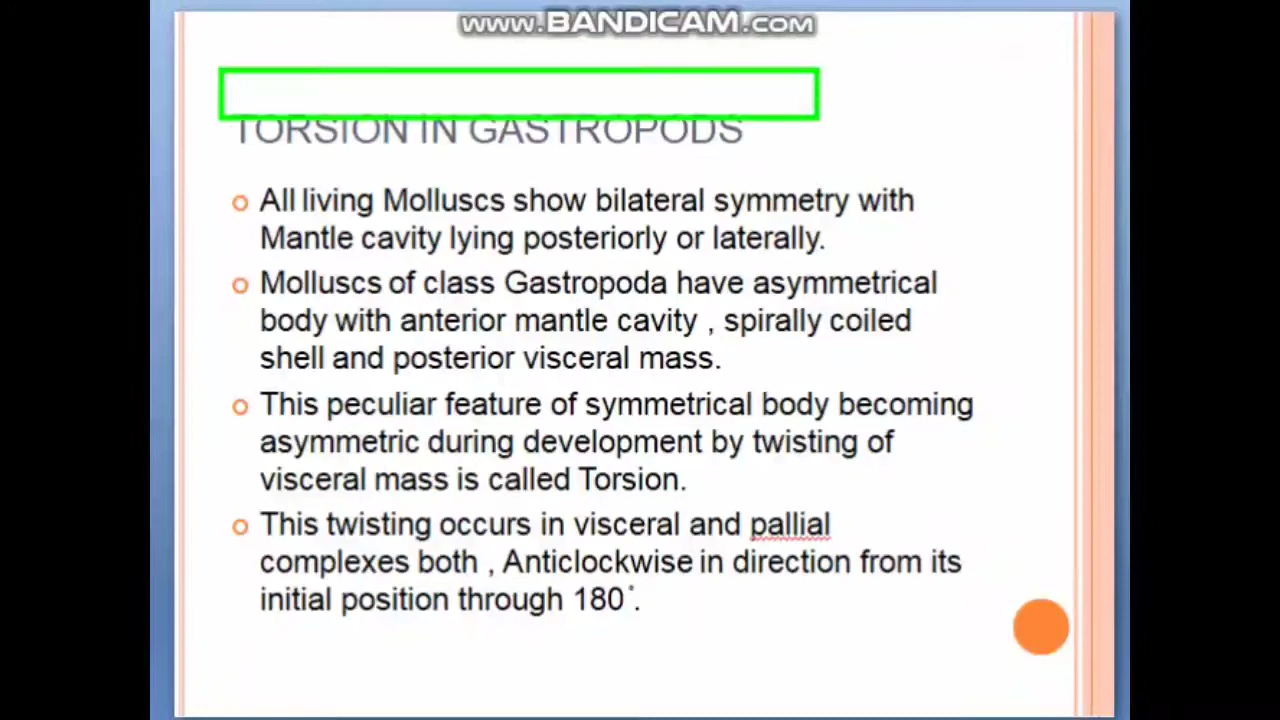 www.BANDICAM.com
TORSION IN GASTROPODS
All living Molluscs show bilateral symmetry with
Mantle cavity lying posteriorly or laterally.
Molluscs of class Gastropoda have asymmetrical
body with anterior mantle cavity , spirally coiled
shell and posterior visceral mass.
This peculiar feature of symmetrical body becoming
asymmetric during development by twisting of
visceral mass is called Torsion.
This twisting occurs in visceral and pallial
complexes both , Anticlockwise in direction from its
initial position through 180°.